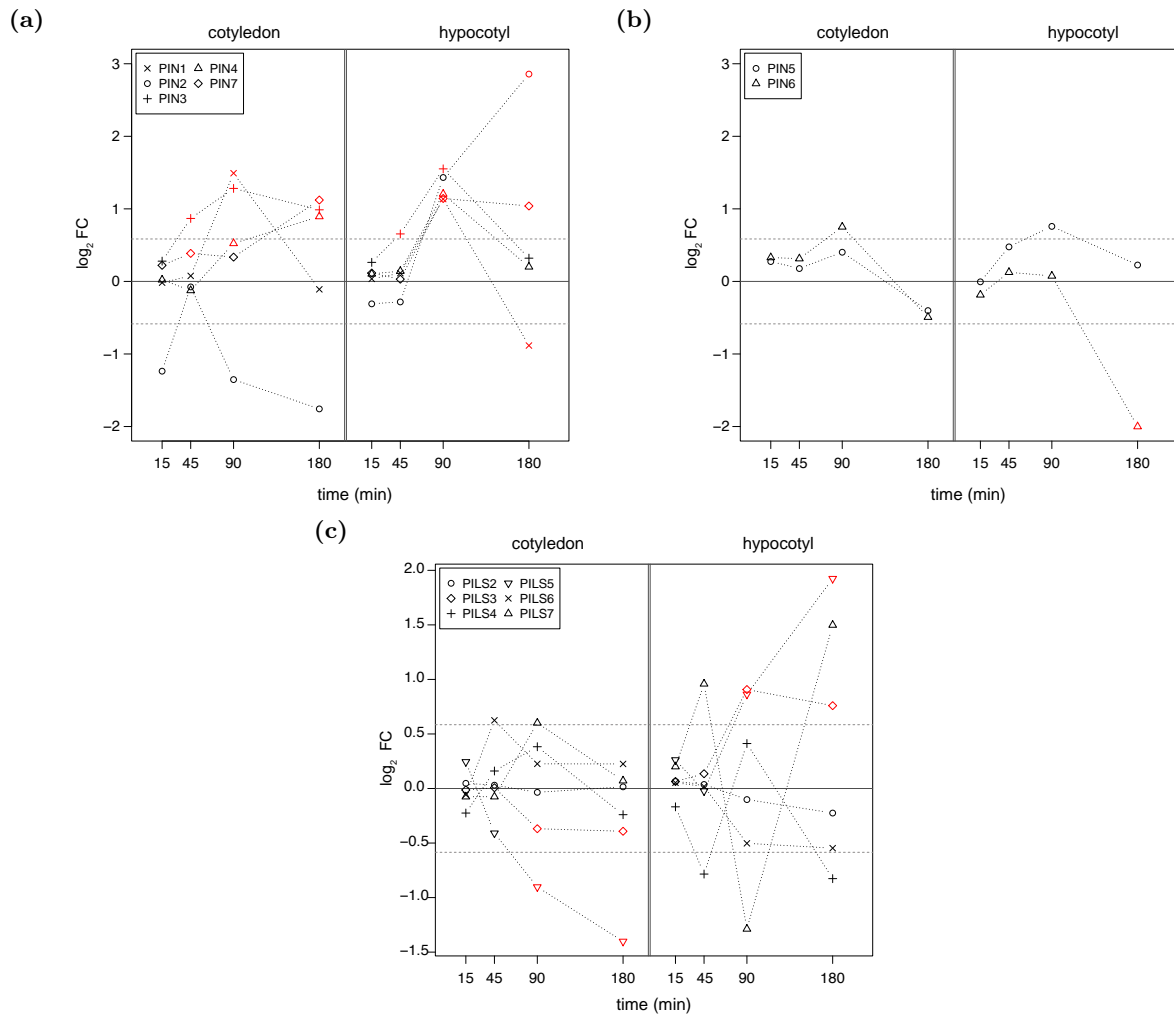 (a)
cotyledon hypocotyl
PIN1 PIN4
PIN2 PIN7
PIN3
3
2
1
0
−1
−2
log2 FC
15 45 90 180 15 45 90 180
time (min)
(b)
cotyledon hypocotyl
PIN5
PIN6
3
2
1
0
−1
−2
log2 FC
15 45 90 180 15 45 90 180
time (min)
(c)
cotyledon hypocotyl
PILS2 PILS5
PILS3 PILS6
PILS4 PILS7
2.0
1.5
1.0
0.5
0.0
−0.5
−1.0
−1.5
log2 FC
15 45 90 180 15 45 90 180
time (min)